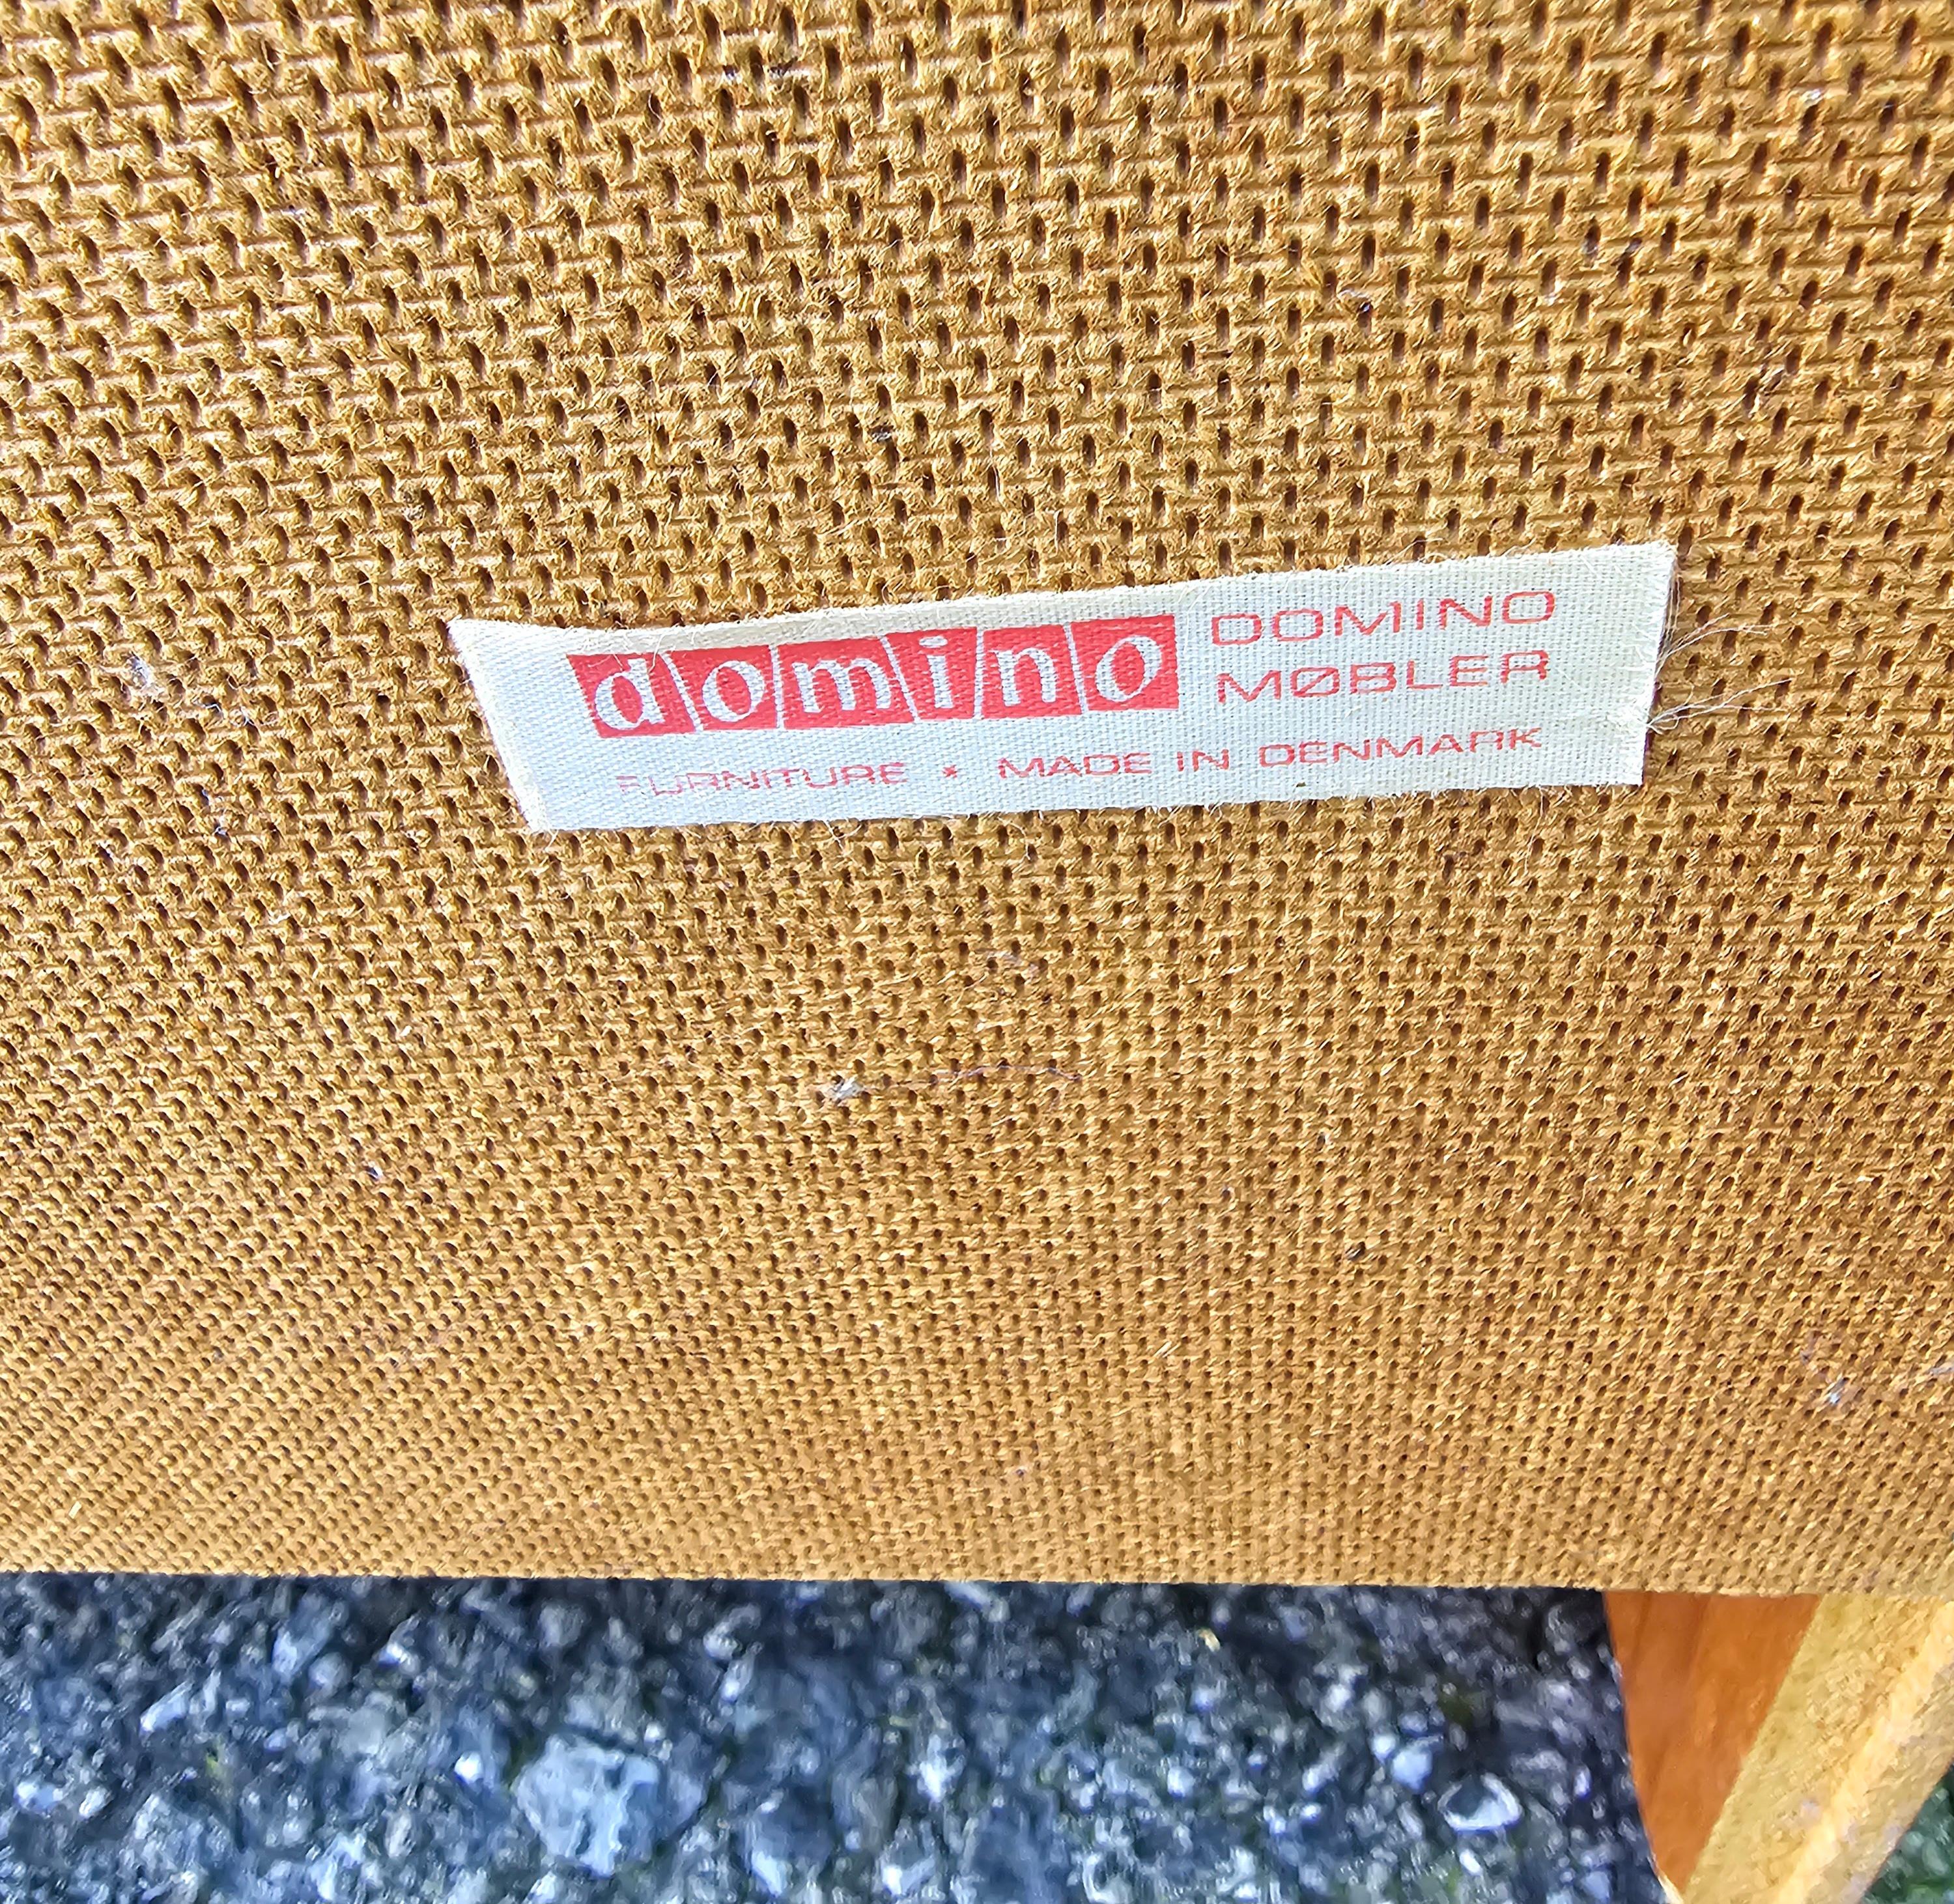 domino
DOMINO
MØBLER
FURNITURE * MADE IN DENMARK